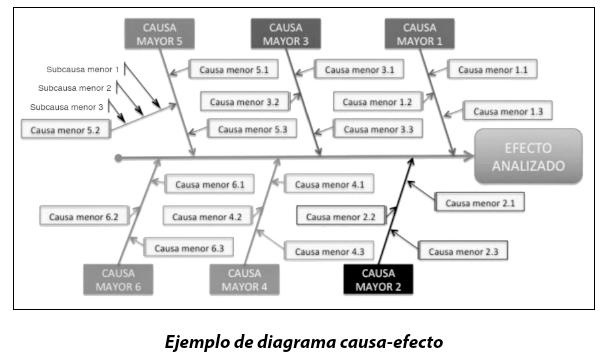 CAUSA
MAYOR 5
CAUSA
MAYOR 3
CAUSA
MAYOR 1
Subcausa menor 1
Subcausa menor 2
Subcausa menor 3
Causa menor 5.1
Causa menor 3.1
Causa menor 1.1
Causa menor 3.2
Causa menor 1.2
Causa menor 1.3
Causa menor 5.2
Causa menor 5.3
Causa menor 3.3
EFECTO
ANALIZADO
Causa menor 6.1
Causa menor 4.1
Causa menor 2.1
Causa menor 6.2
Causa menor 4.2
Causa menor 2.2
Causa menor 6.3
Causa menor 4.3
Causa menor 2.3
CAUSA
MAYOR 6
CAUSA
MAYOR 4
CAUSA
MAYOR 2
Ejemplo de diagrama causa-efecto